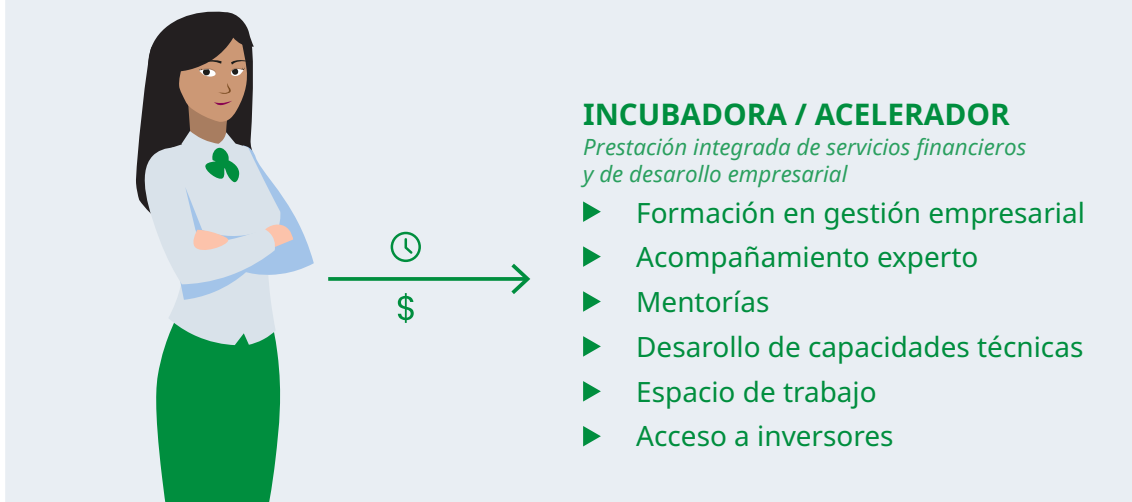 INCUBADORA / ACELERADOR
Prestación integrada de servicios financieros
y de desarollo empresarial
Formación en gestión empresarial
Acompañamiento experto
$
Mentorías
Desarollo de capacidades técnicas
Espacio de trabajo
Acceso a inversores